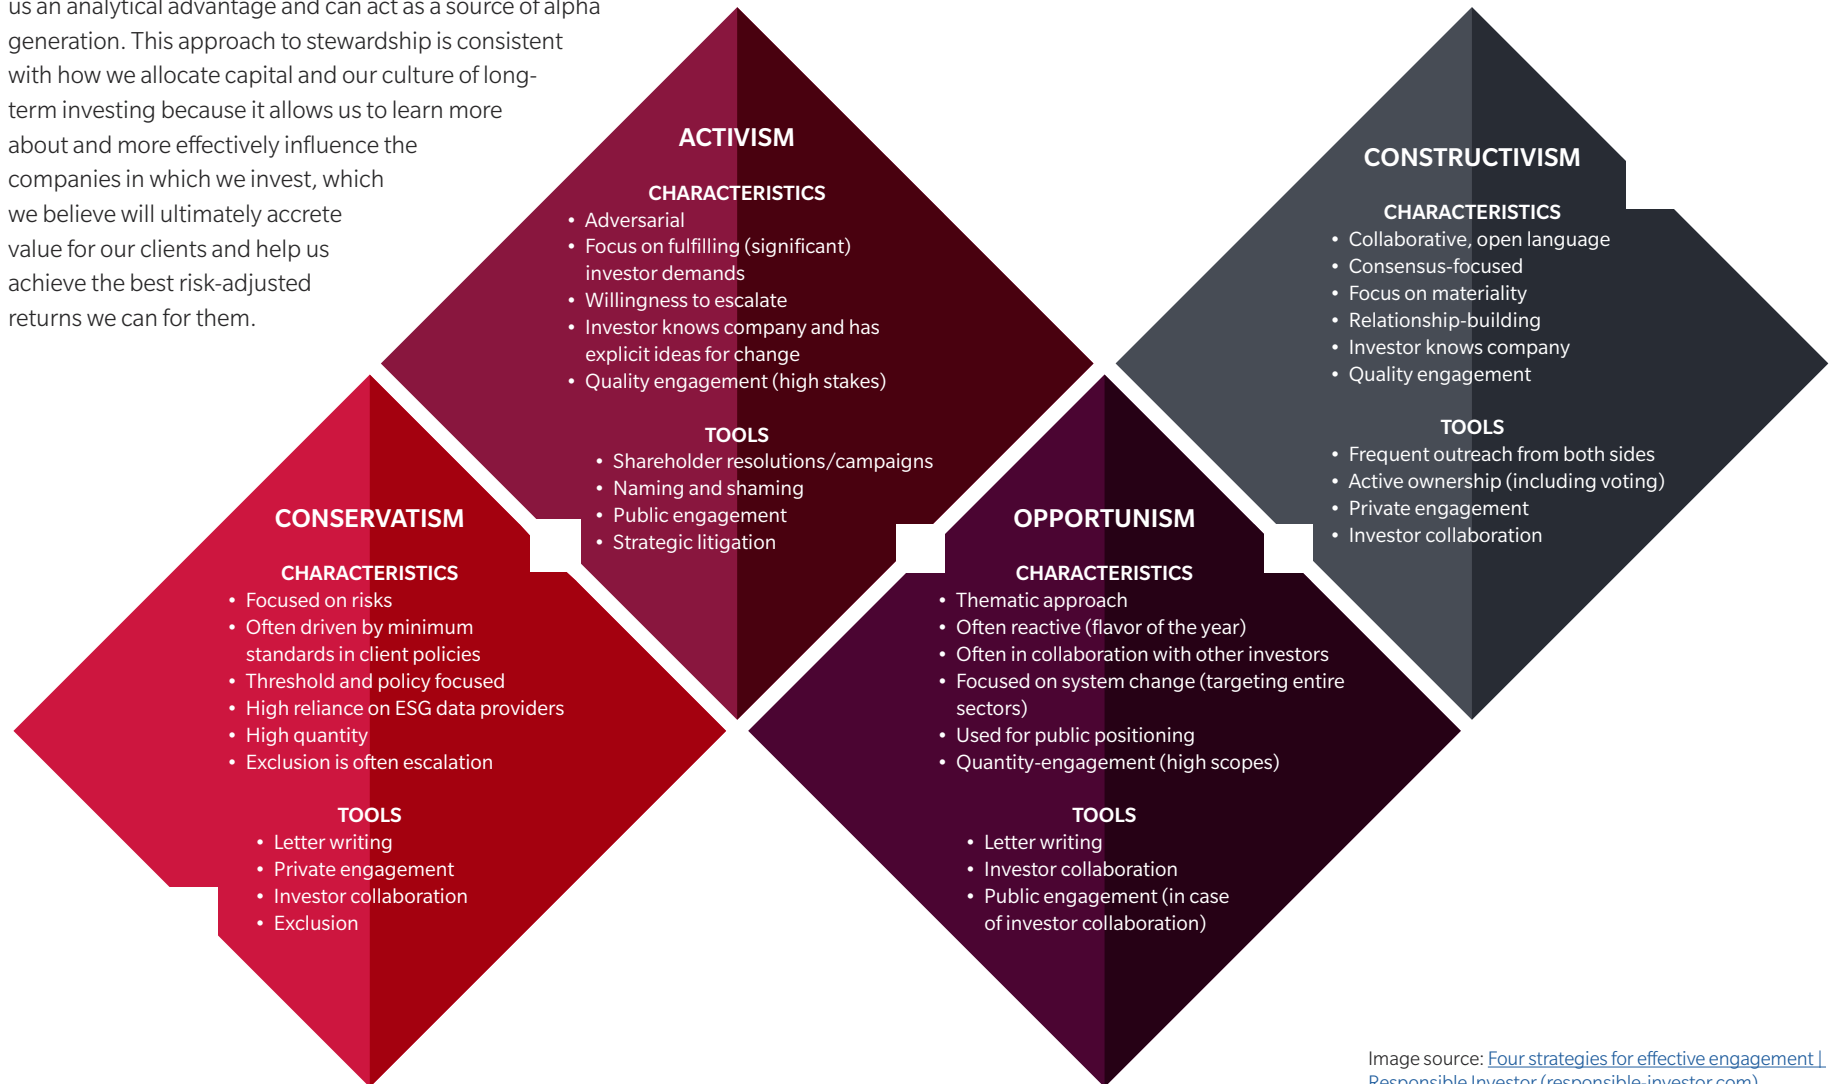 us an analytical advantage and can act as a source of alpha
generation. This approach to stewardship is consistent
with how we allocate capital and our culture of long-
term investing because it allows us to learn more
about and more effectively influence the
companies in which we invest, which
we believe will ultimately accrete
value for our clients and help us
achieve the best risk-adjusted
returns we can for them.
ACTIVISM
CHARACTERISTICS
• Adversarial
• Focus on fulfilling (significant)
investor demands
• Willingness to escalate
• Investor knows company and has
explicit ideas for change
• Quality engagement (high stakes)
TOOLS
• Shareholder resolutions/campaigns
• Naming and shaming
• Public engagement
• Strategic litigation
CONSTRUCTIVISM
CHARACTERISTICS
• Collaborative, open language
• Consensus-focused
• Focus on materiality
• Relationship-building
• Investor knows company
• Quality engagement
TOOLS
• Frequent outreach from both sides
• Active ownership (including voting)
• Private engagement
• Investor collaboration
CONSERVATISM
CHARACTERISTICS
• Focused on risks
• Often driven by minimum
standards in client policies
• Threshold and policy focused
• High reliance on ESG data providers
• High quantity
• Exclusion is often escalation
TOOLS
• Letter writing
• Private engagement
• Investor collaboration
• Exclusion
OPPORTUNISM
CHARACTERISTICS
• Thematic approach
• Often reactive (flavor of the year)
• Often in collaboration with other investors
• Focused on system change (targeting entire
sectors)
• Used for public positioning
• Quantity-engagement (high scopes)
TOOLS
• Letter writing
• Investor collaboration
• Public engagement (in case
of investor collaboration)
Image source: Four strategies for effective engagement |
Responsible Investor (responsible-investor.com)